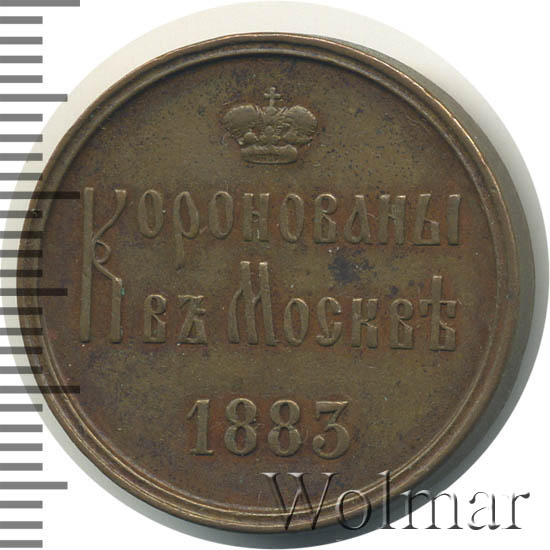 Коронованы
въ Москвѣ
1883
Wolmar